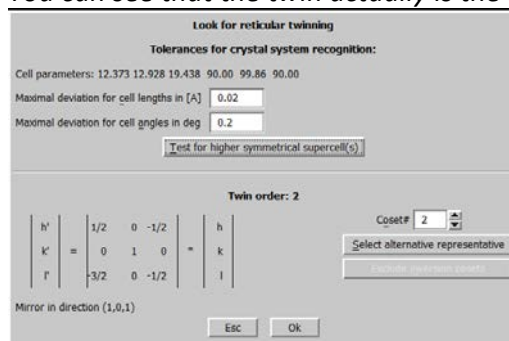 You can see that the twin actually is the
Look for reticular twinning
Tolerances for crystal system recognition:
Cell parameters: 12.373 12.928 19.438 90.00 99.86 90.00
Maximal deviation for cell lengths in [A] 0.02
Maximal deviation for cell angles in deg 0.2
Test for higher symmetrical supercell(s)
Twin order: 2
Coset# 2
h' 1/2 0 -1/2 h
k' = 0 1 0 * k
l' -3/2 0 -1/2 l
Select alternative representative
Mirror in direction (1,0,1)
Esc Ok